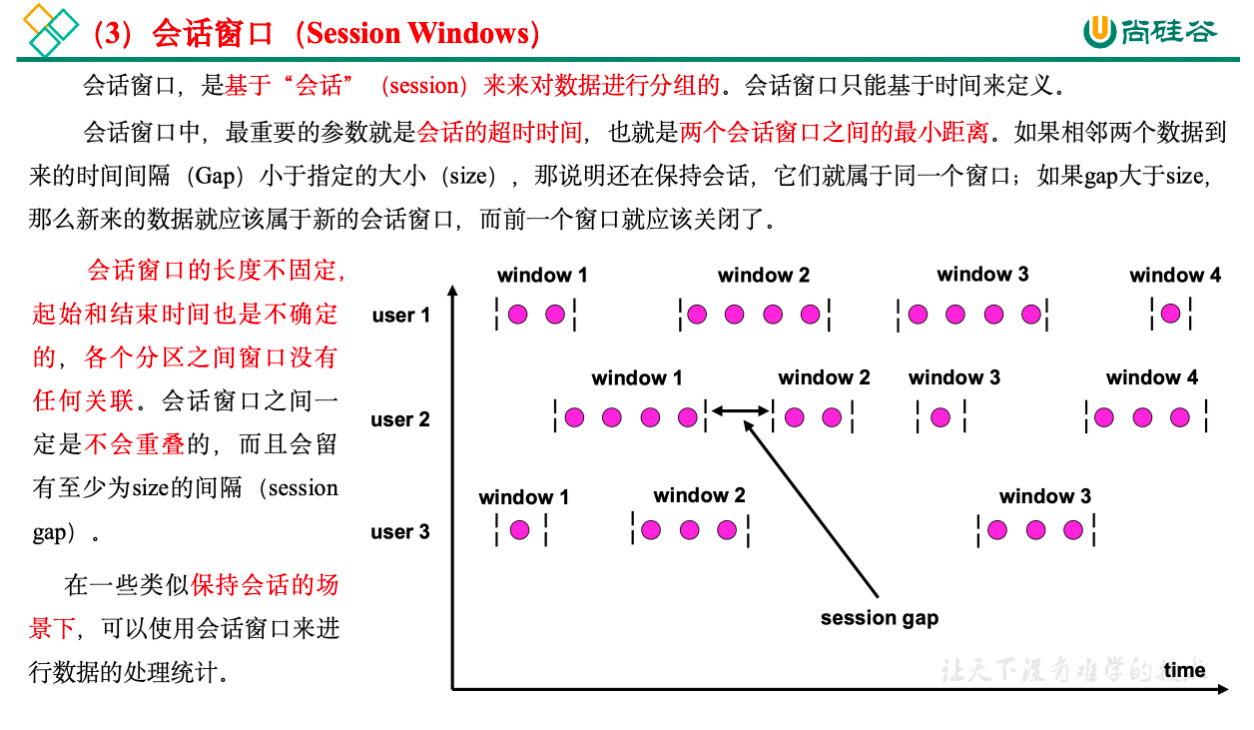 （3）会话窗口（Session Windows）
尚硅谷
会话窗口，是基于“会话”（session）来来对数据进行分组的。会话窗口只能基于时间来定义。
会话窗口中，最重要的参数就是会话的超时时间，也就是两个会话窗口之间的最小距离。如果相邻两个数据到
来的时间间隔（Gap）小于指定的大小（size），那说明还在保持会话，它们就属于同一个窗口；如果gap大于size，
那么新来的数据就应该属于新的会话窗口，而前一个窗口就应该关闭了。
会话窗口的长度不固定，
起始和结束时间也是不确定
的，各个分区之间窗口没有
任何关联。会话窗口之间一
定是不会重叠的，而且会留
有至少为size的间隔（session
gap）。
在一些类似保持会话的场
景下，可以使用会话窗口来进
行数据的处理统计。
window 1 window 2 window 3 window 4
user 1
window 1 window 2 window 3 window 4
user 2
window 1 window 2 window 3
user 3
session gap
让天下没有难学的
time